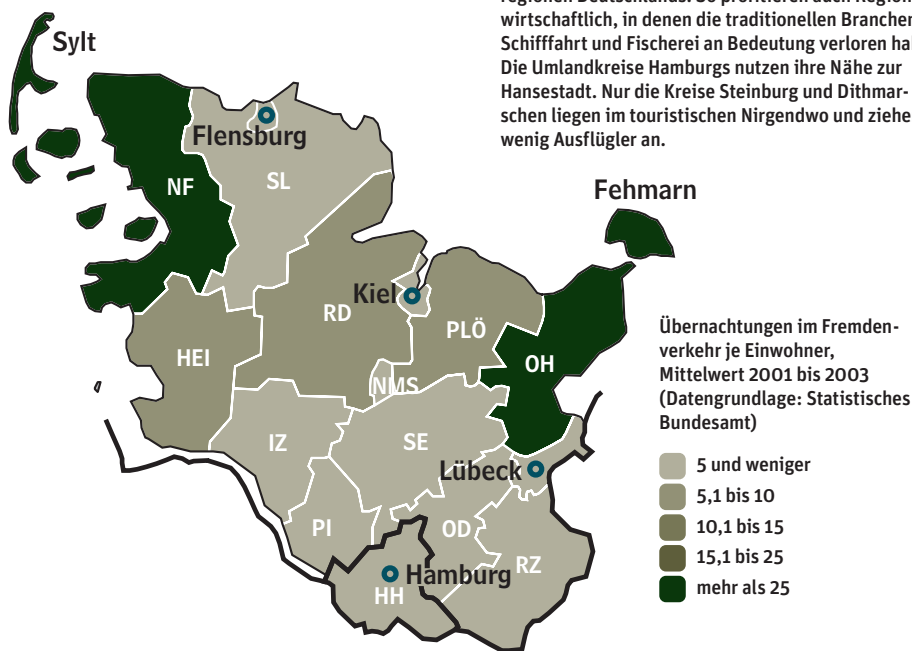 wirtschaftlich, in denen die traditionellen Branchen
Schifffahrt und Fischerei an Bedeutung verloren ha
Die Umlandkreise Hamburgs nutzen ihre Nähe zur
Hansestadt. Nur die Kreise Steinburg und Dithmar-
schen liegen im touristischen Nirgendwo und ziehe
wenig Ausflügler an.
Sylt
Flensburg
NF
SL
Fehmarn
Kiel
RD
PLÖ
HEI
OH
NMS
IZ
SE
Lübeck
PI
OD
RZ
Hamburg
HH
Übernachtungen im Fremden-
verkehr je Einwohner,
Mittelwert 2001 bis 2003
(Datengrundlage: Statistisches
Bundesamt)
5 und weniger
5,1 bis 10
10,1 bis 15
15,1 bis 25
mehr als 25